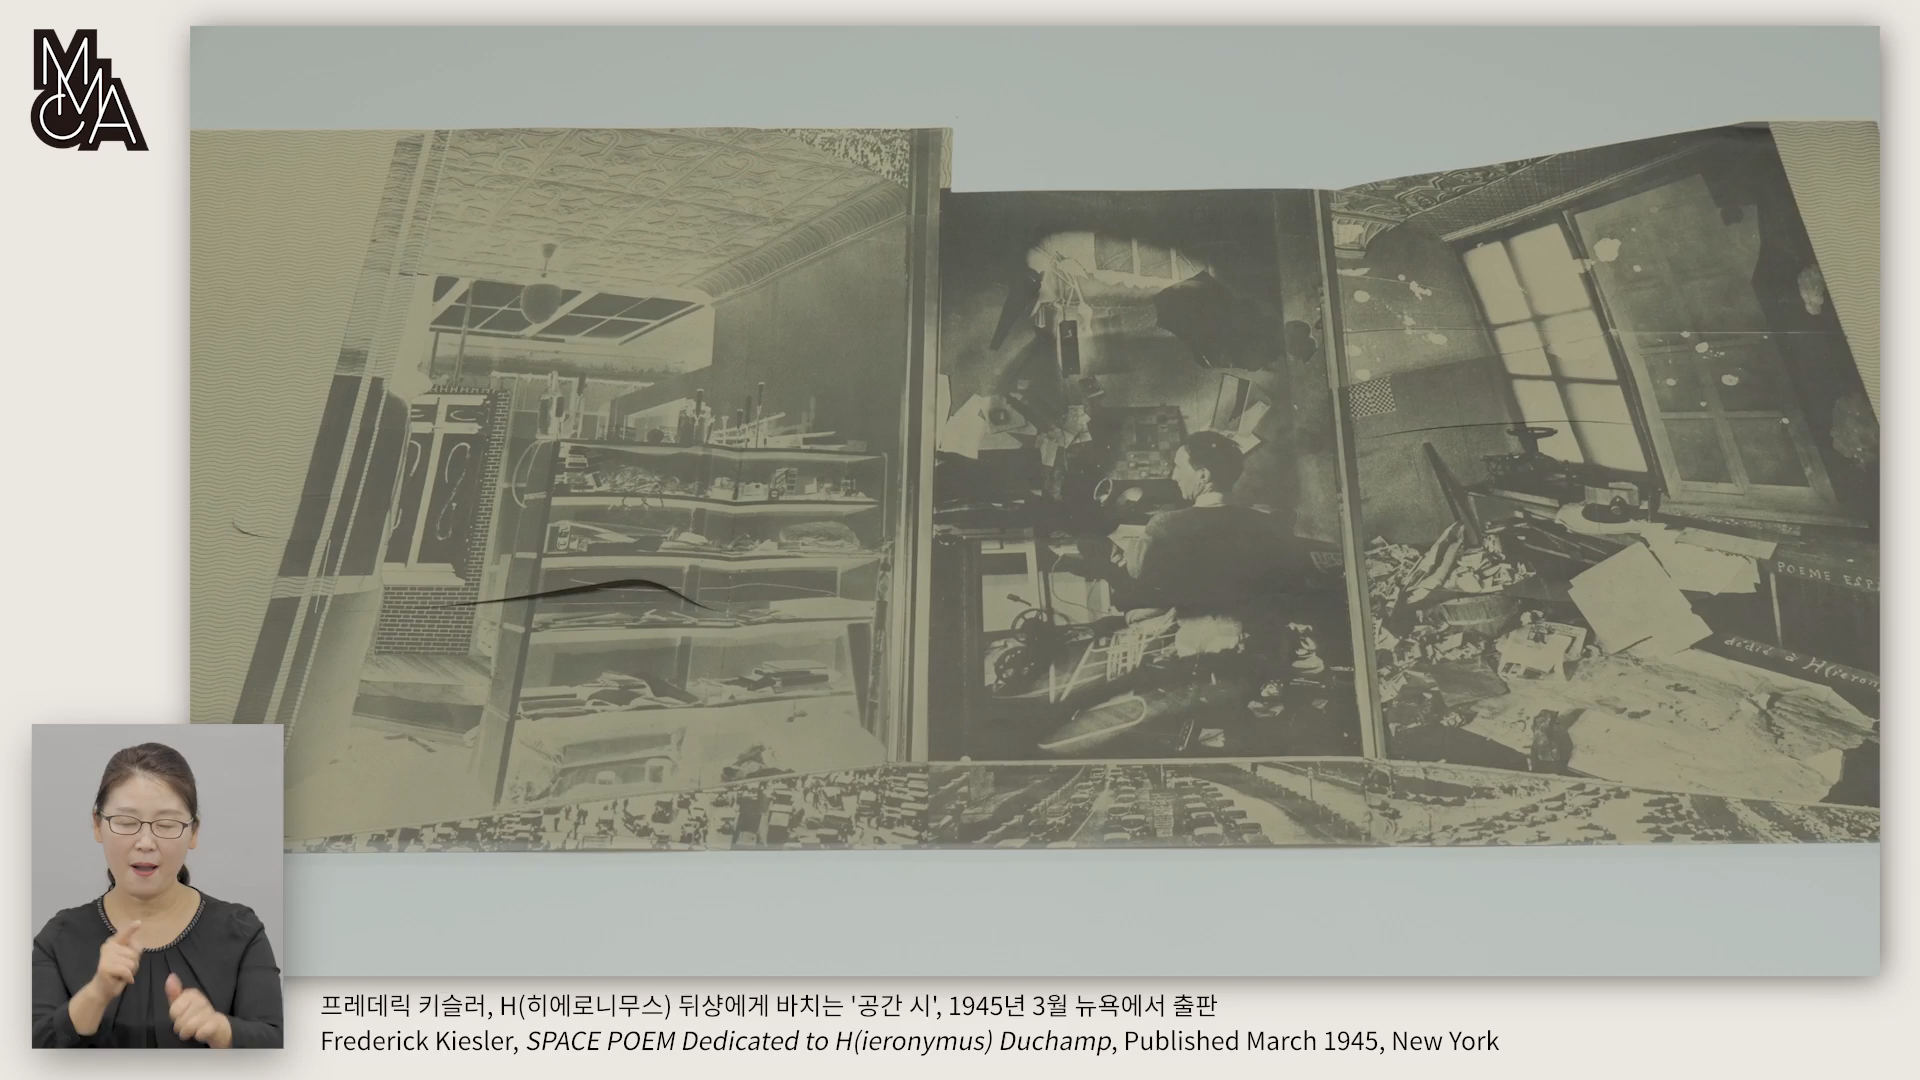 MMCA
POEME ESP
dédié à H(ieron
프레데릭 키슬러, H(히에로니무스) 뒤샹에게 바치는 '공간 시', 1945년 3월 뉴욕에서 출판
Frederick Kiesler, SPACE POEM Dedicated to H(ieronymus) Duchamp, Published March 1945, New York